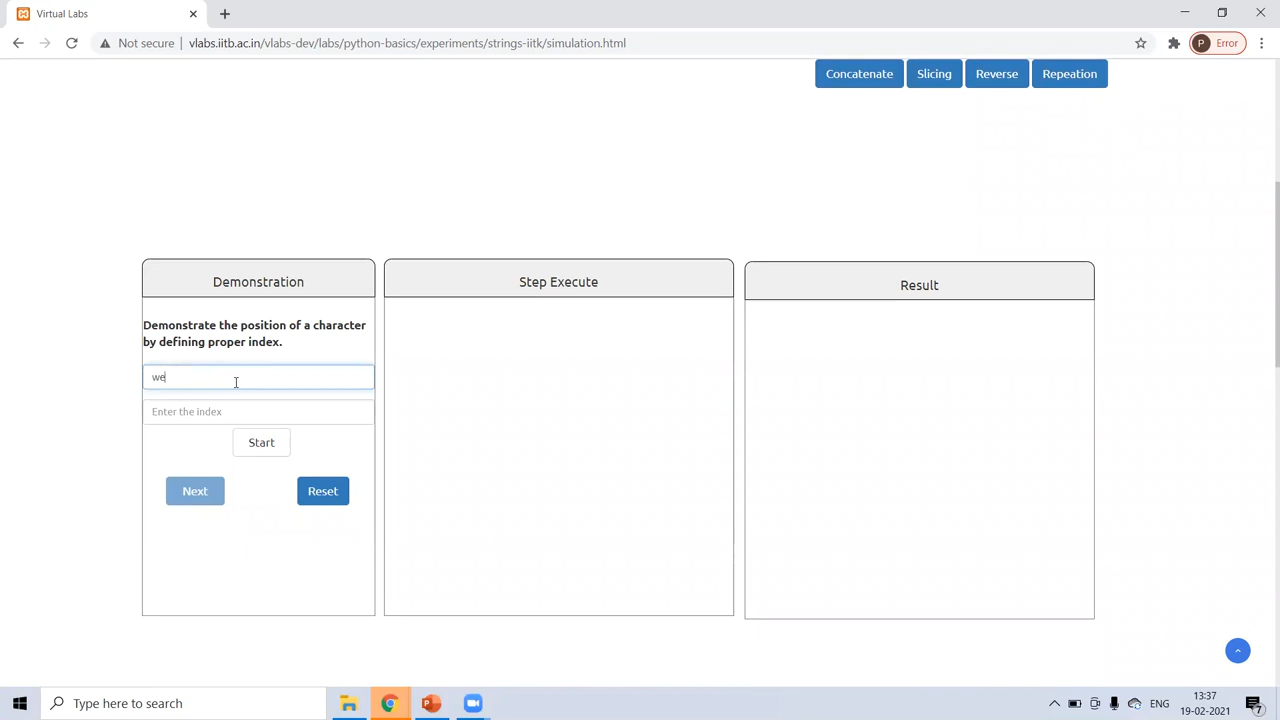 Virtual Labs
Not secure
vlabs.iitb.ac.in/vlabs-dev/labs/python-basics/experiments/strings-iitk/simulation.html
P
Error
Concatenate
Slicing
Reverse
Repeation
Demonstration
Step Execute
Result
Demonstrate the position of a character
by defining proper index.
we
Enter the index
Start
Next
Reset
Type here to search
ENG
13:37
19-02-2021
7